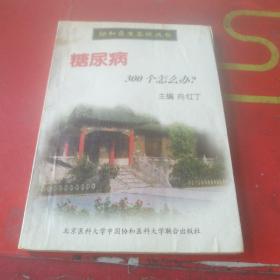 协和医生答疑丛书
糖尿病
300个怎么办?
主编 向红丁
北京医科大学中国协和医科大学联合出版社